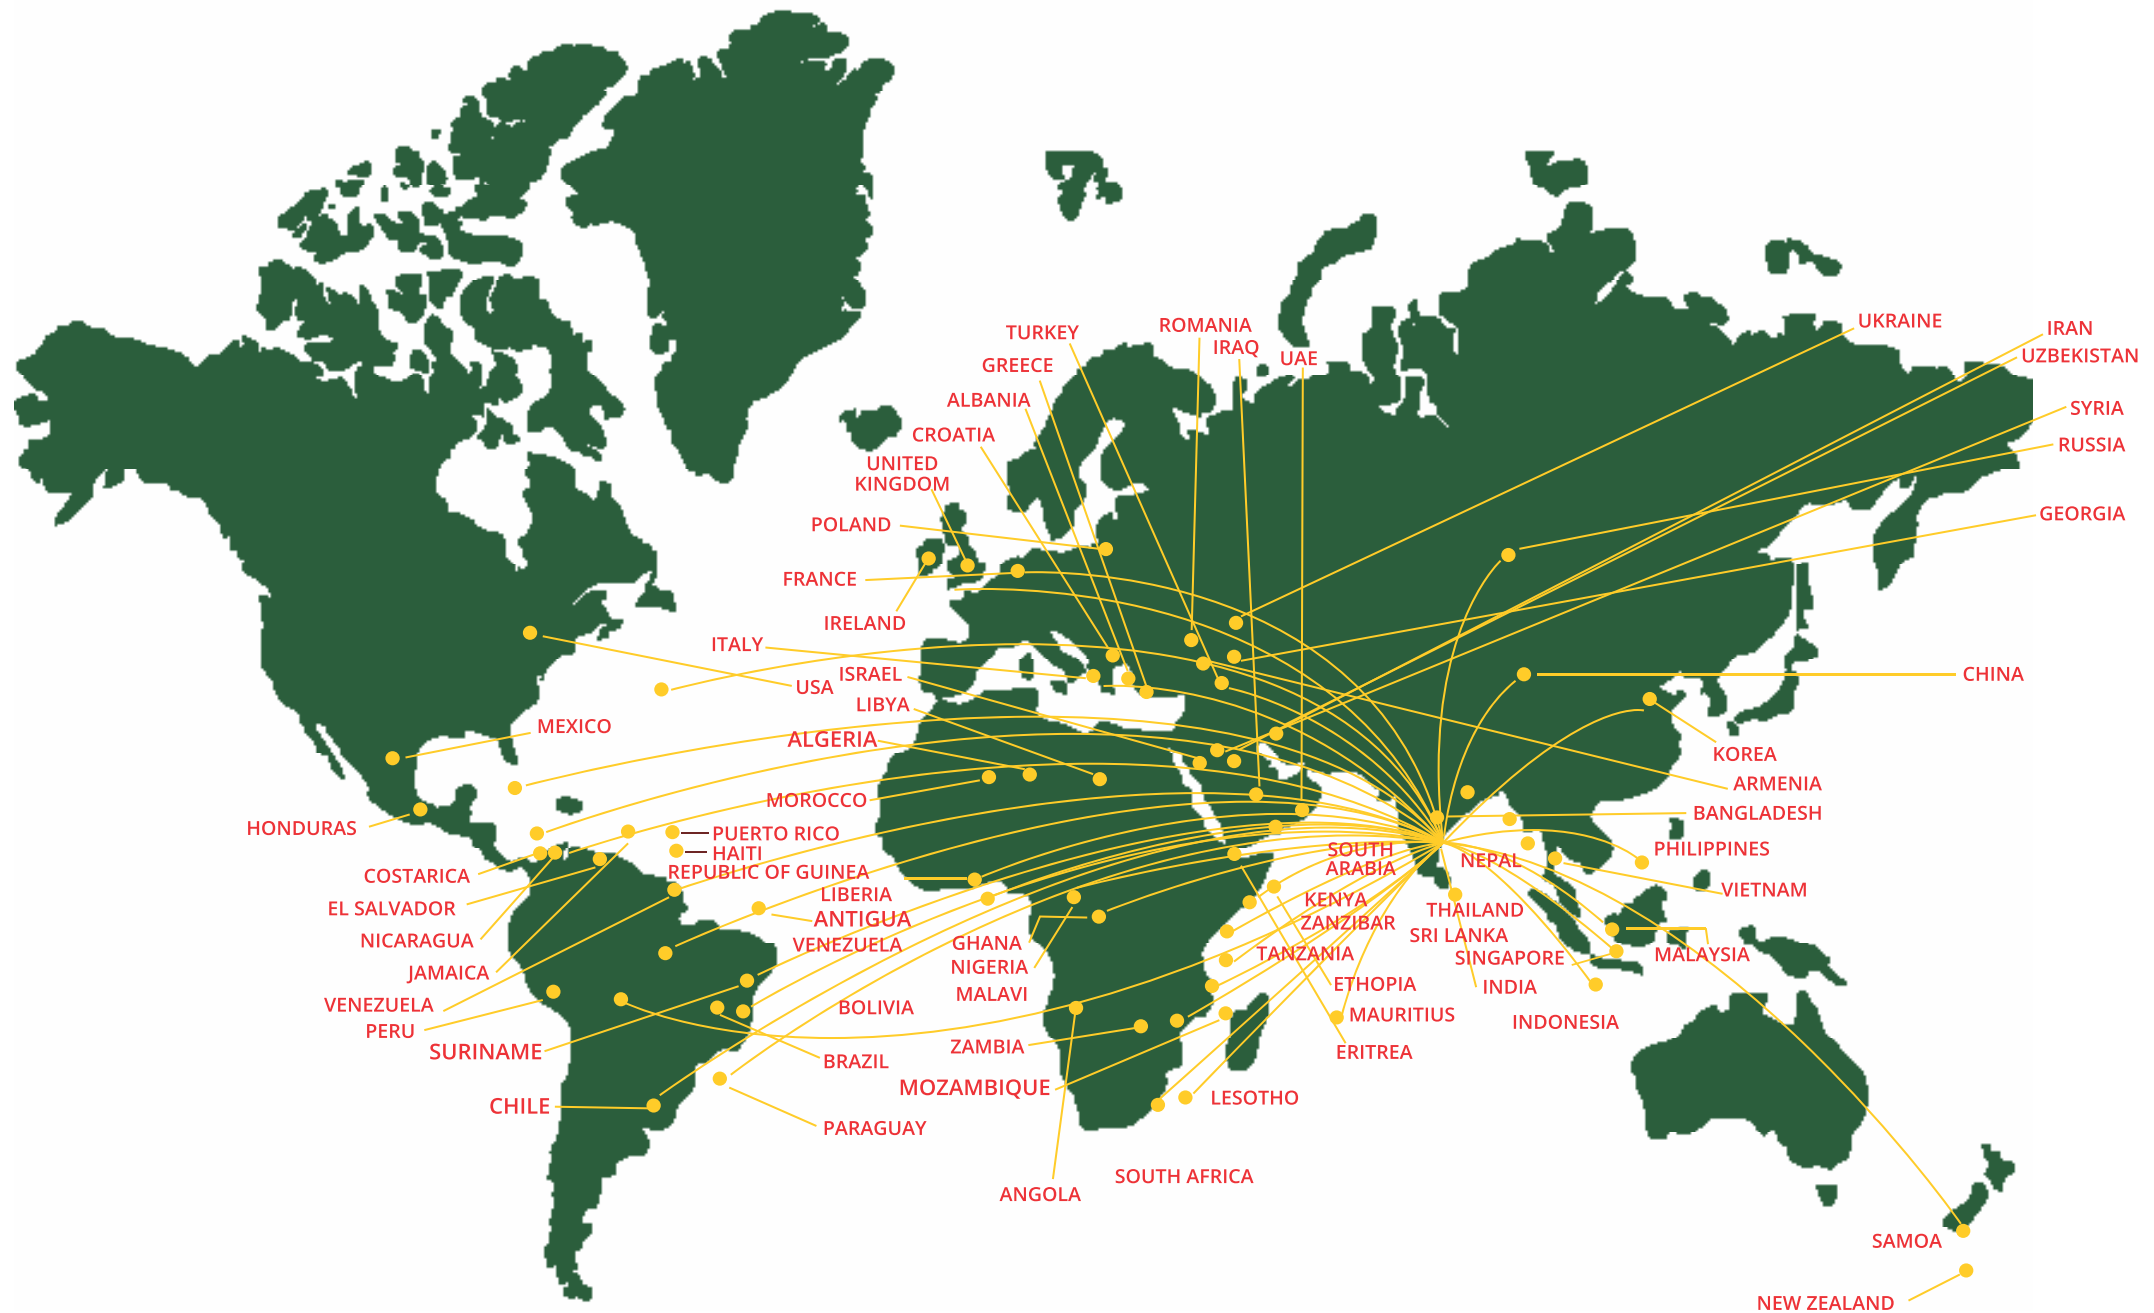 UKRAINE
IRAN
ROMANIA
TURKEY
IRAQ
UAE
UZBEKISTAN
GREECE
ALBANIA
SYRIA
CROATIA
RUSSIA
UNITED
KINGDOM
POLAND
GEORGIA
FRANCE
IRELAND
ITALY
ISRAEL
CHINA
USA
LIBYA
MEXICO
ALGERIA
KOREA
ARMENIA
MOROCCO
BANGLADESH
HONDURAS
PUERTO RICO
HAITI
SOUTH
ARABIA
PHILIPPINES
NEPAL
REPUBLIC OF GUINEA
COSTARICA
LIBERIA
VIETNAM
KENYA
EL SALVADOR
ANTIGUA
THAILAND
ZANZIBAR
NICARAGUA
VENEZUELA
GHANA
SRI LANKA
TANZANIA
SINGAPORE
MALAYSIA
JAMAICA
NIGERIA
ETHOPIA
INDIA
MALAVI
VENEZUELA
BOLIVIA
MAURITIUS
INDONESIA
PERU
SURINAME
ZAMBIA
ERITREA
BRAZIL
MOZAMBIQUE
LESOTHO
CHILE
PARAGUAY
SOUTH AFRICA
ANGOLA
SAMOA
NEW ZEALAND